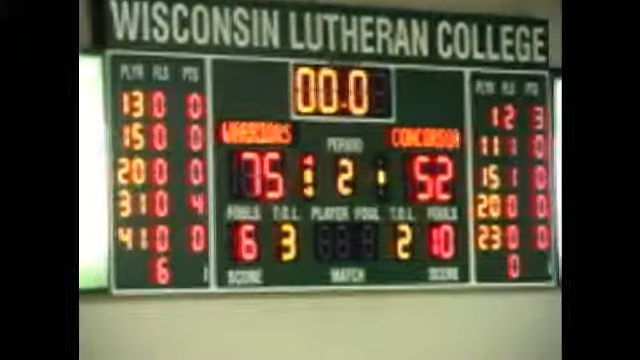 WISCONSIN LUTHERAN COLLEGE
PLYR FLS PTS
00.0
PLYR FLS PTS
13 0 0
WARRIORS
PERIOD
CONCORDIA
1 2 3
15 0 0
75
2
52
11 1 0
20 0 0
15 1 0
31 0 4
FOULS T.O.L. PLAYER FOUL T.O.L. FOULS
20 0 0
41 0 0
6 3
2 10
23 0 0
6
SCORE MATCH SCORE
0